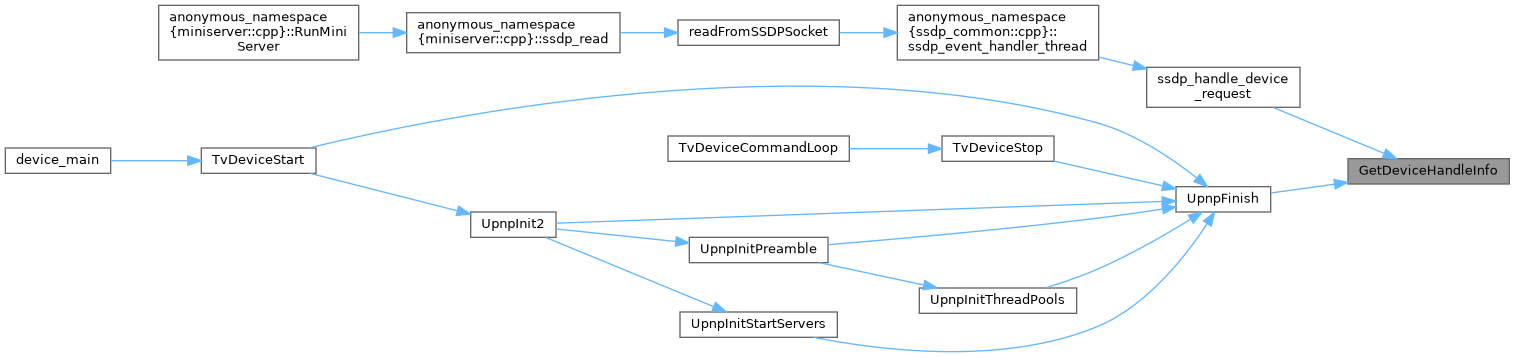 anonymous_namespace
{miniserver::cpp}::RunMini
Server
anonymous_namespace
{miniserver::cpp}::ssdp_read
readFromSSDPSocket
anonymous_namespace
{ssdp_common::cpp}::
ssdp_event_handler_thread
ssdp_handle_device
_request
device_main
TvDeviceStart
TvDeviceCommandLoop
TvDeviceStop
GetDeviceHandleInfo
UpnpFinish
UpnpInit2
UpnpInitPreamble
UpnpInitThreadPools
UpnpInitStartServers